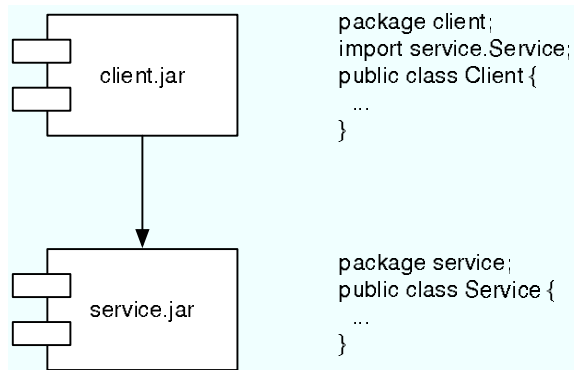 client.jar
package client;
import service.Service;
public class Client {
...
}
service.jar
package service;
public class Service {
...
}